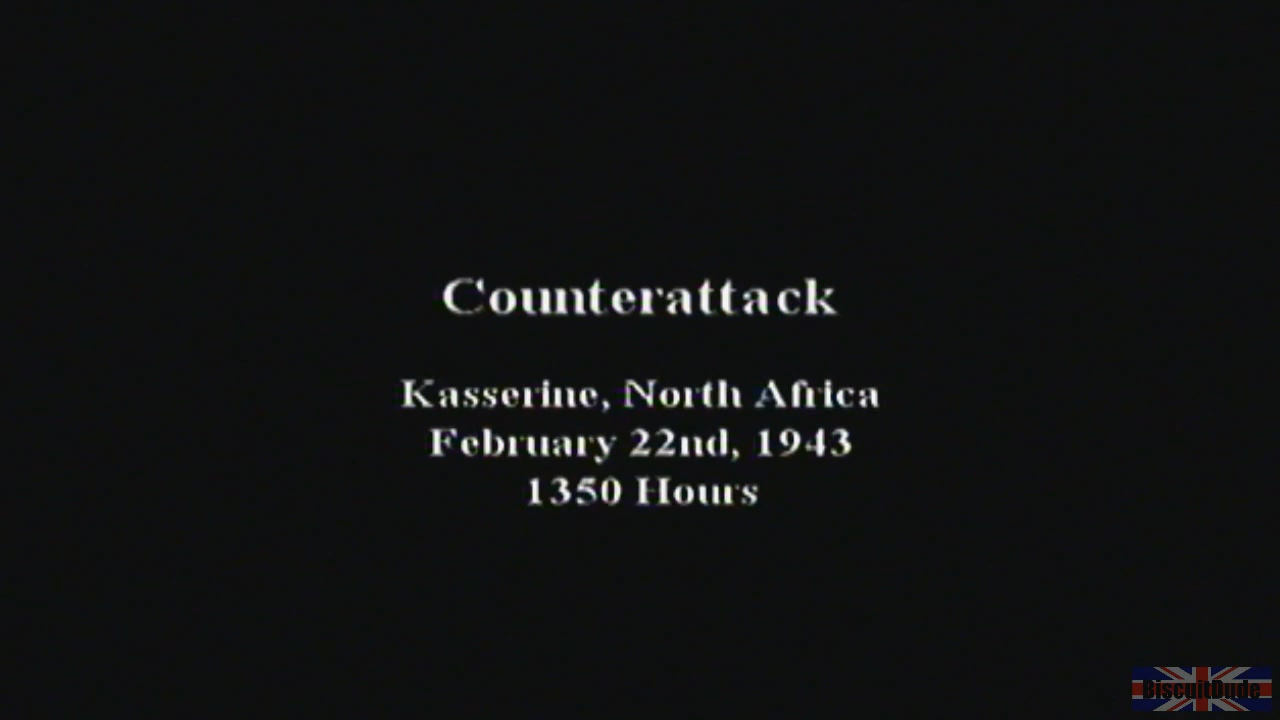 Counterattack
Kasserine, North Africa
February 22nd, 1943
1350 Hours
BiscuitDude